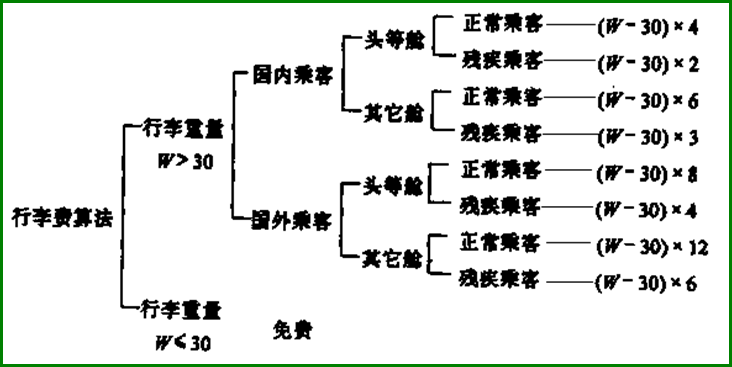 正常乘客 (W-30)×4
头等舱
残疾乘客 (W-30)×2
国内乘客
正常乘客 (W-30)×6
其它舱
残疾乘客 (W-30)×3
行李重量
W>30
正常乘客 (W-30)×8
头等舱
残疾乘客 (W-30)×4
国外乘客
正常乘客 (W-30)×12
其它舱
残疾乘客 (W-30)×6
行李费算法
行李重量
W≤30
免费